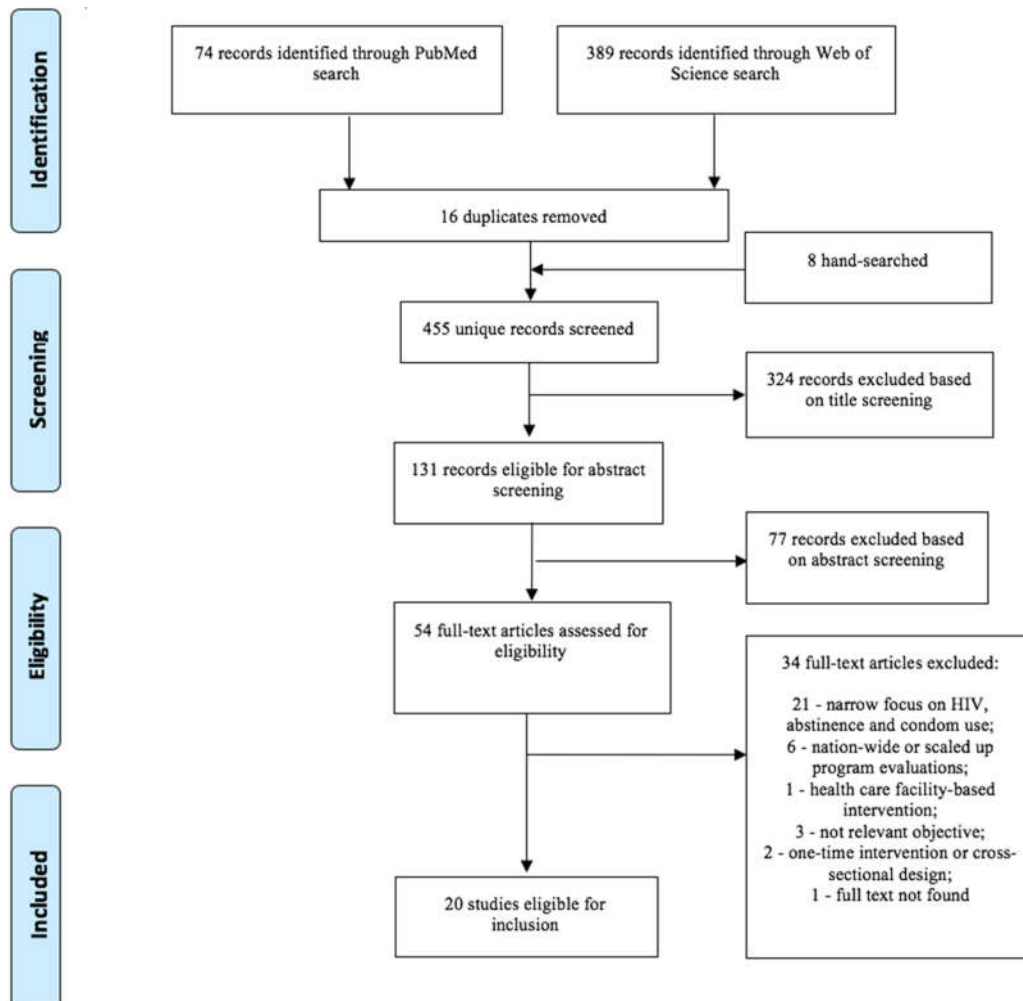 Identification
74 records identified through PubMed
search
389 records identified through Web of
Science search
16 duplicates removed
8 hand-searched
Screening
455 unique records screened
324 records excluded based
on title screening
131 records eligible for abstract
screening
77 records excluded based
on abstract screening
Eligibility
54 full-text articles assessed for
eligibility
34 full-text articles excluded:
21 - narrow focus on HIV,
abstinence and condom use;
6 - nation-wide or scaled up
program evaluations;
1 - health care facility-based
intervention;
3 - not relevant objective;
2 - one-time intervention or cross-
sectional design;
1 - full text not found
Included
20 studies eligible for
inclusion